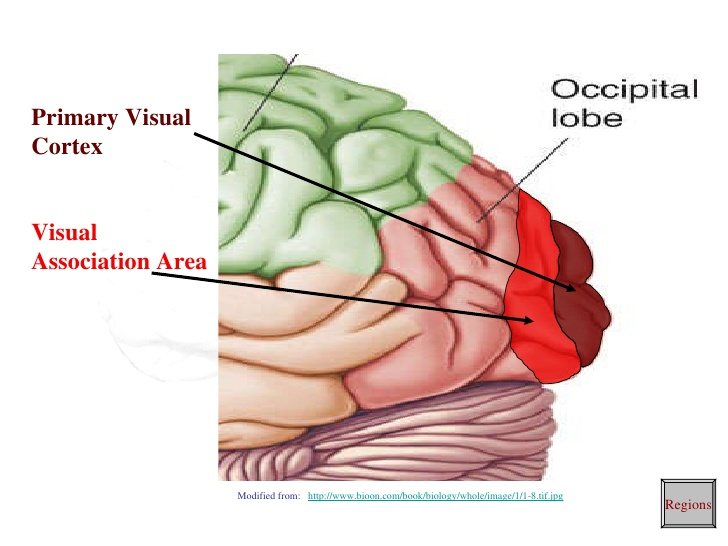 Occipital
lobe
Primary Visual
Cortex
Visual
Association Area
Modified from: http://www.bioon.com/book/biology/whole/image/1/1-8.tif.jpg
Regions